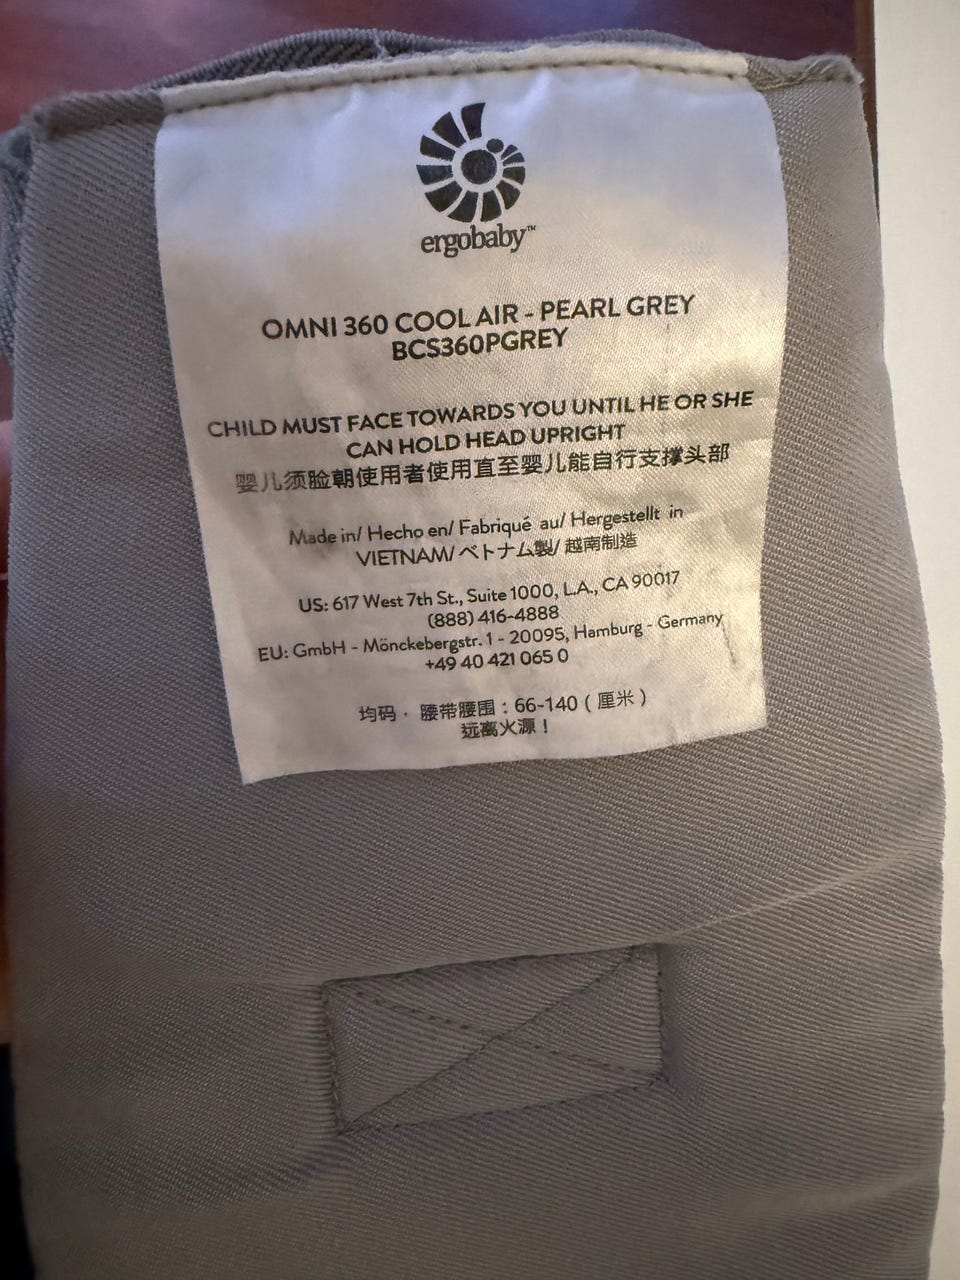 ergobaby™
OMNI 360 COOL AIR - PEARL GREY
BCS360PGREY
CHILD MUST FACE TOWARDS YOU UNTIL HE OR SHE
CAN HOLD HEAD UPRIGHT
婴儿须脸朝使用者使用直至婴儿能自行支撑头部
Made in/ Hecho en/ Fabriqué au/ Hergestellt in
VIETNAM/ ベトナム製/ 越南制造
US: 617 West 7th St., Suite 1000, L.A., CA 90017
(888) 416-4888
EU: GmbH - Mönckebergstr. 1 - 20095, Hamburg - Germany
+49 40 421 065 0
均码 · 腰带腰围：66-140（厘米）
远离火源！